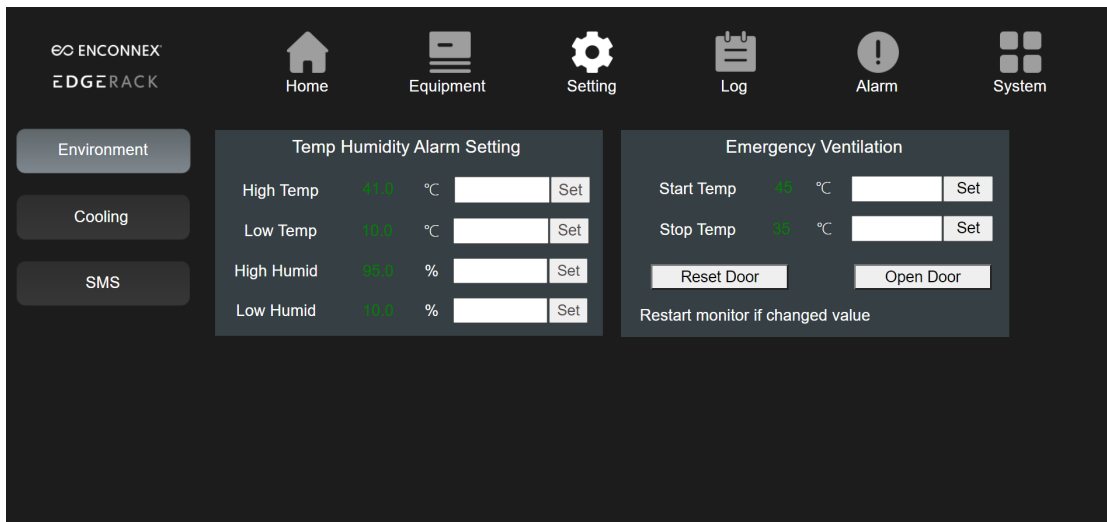 ENCONNEX
EDGERACK
Home
Equipment
Setting
Log
Alarm
System
Environment
Cooling
SMS
Temp Humidity Alarm Setting
High Temp 41.0 ℃ Set
Low Temp 10.0 ℃ Set
High Humid 95.0 % Set
Low Humid 10.0 % Set
Emergency Ventilation
Start Temp 45 ℃ Set
Stop Temp 35 ℃ Set
Reset Door Open Door
Restart monitor if changed value